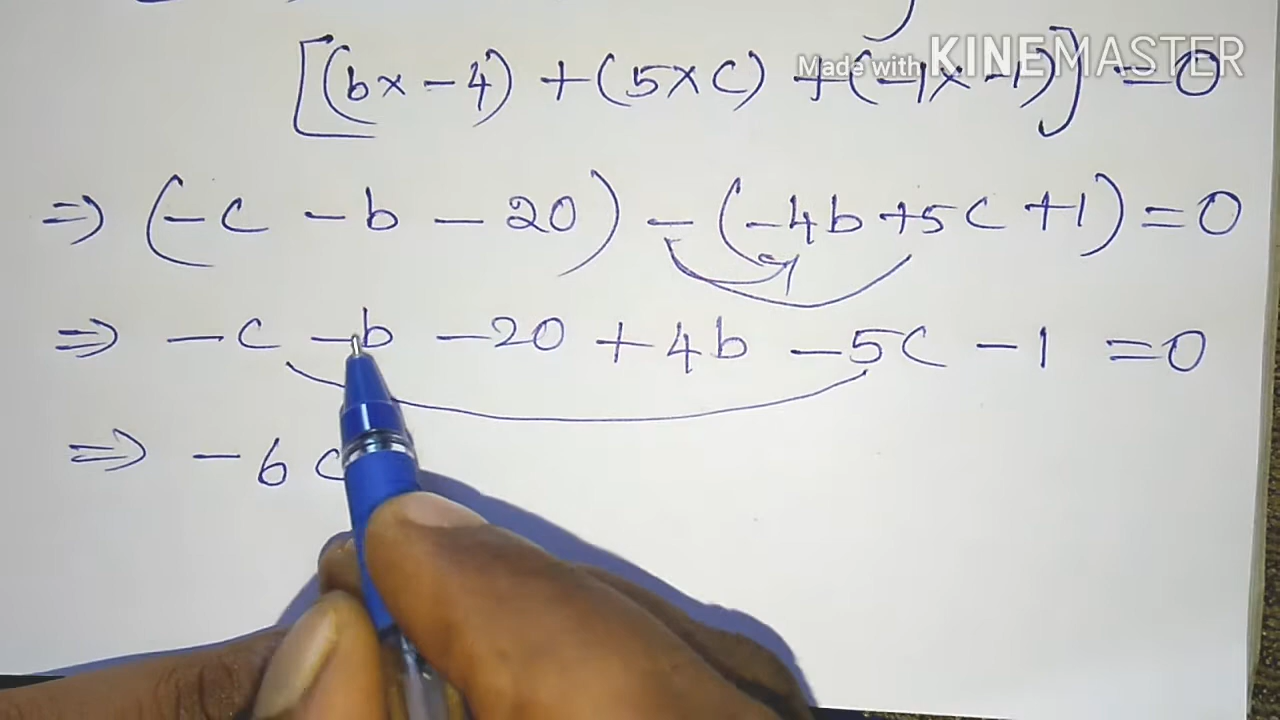 [(b x - 4) + (5 x c) + (-1 x - 1)] = 0
Made with KINEMASTER
⇒ (-c - b - 20) - (-4b + 5c + 1) = 0
⇒ -c - b - 20 + 4b - 5c - 1 = 0
⇒ -6c